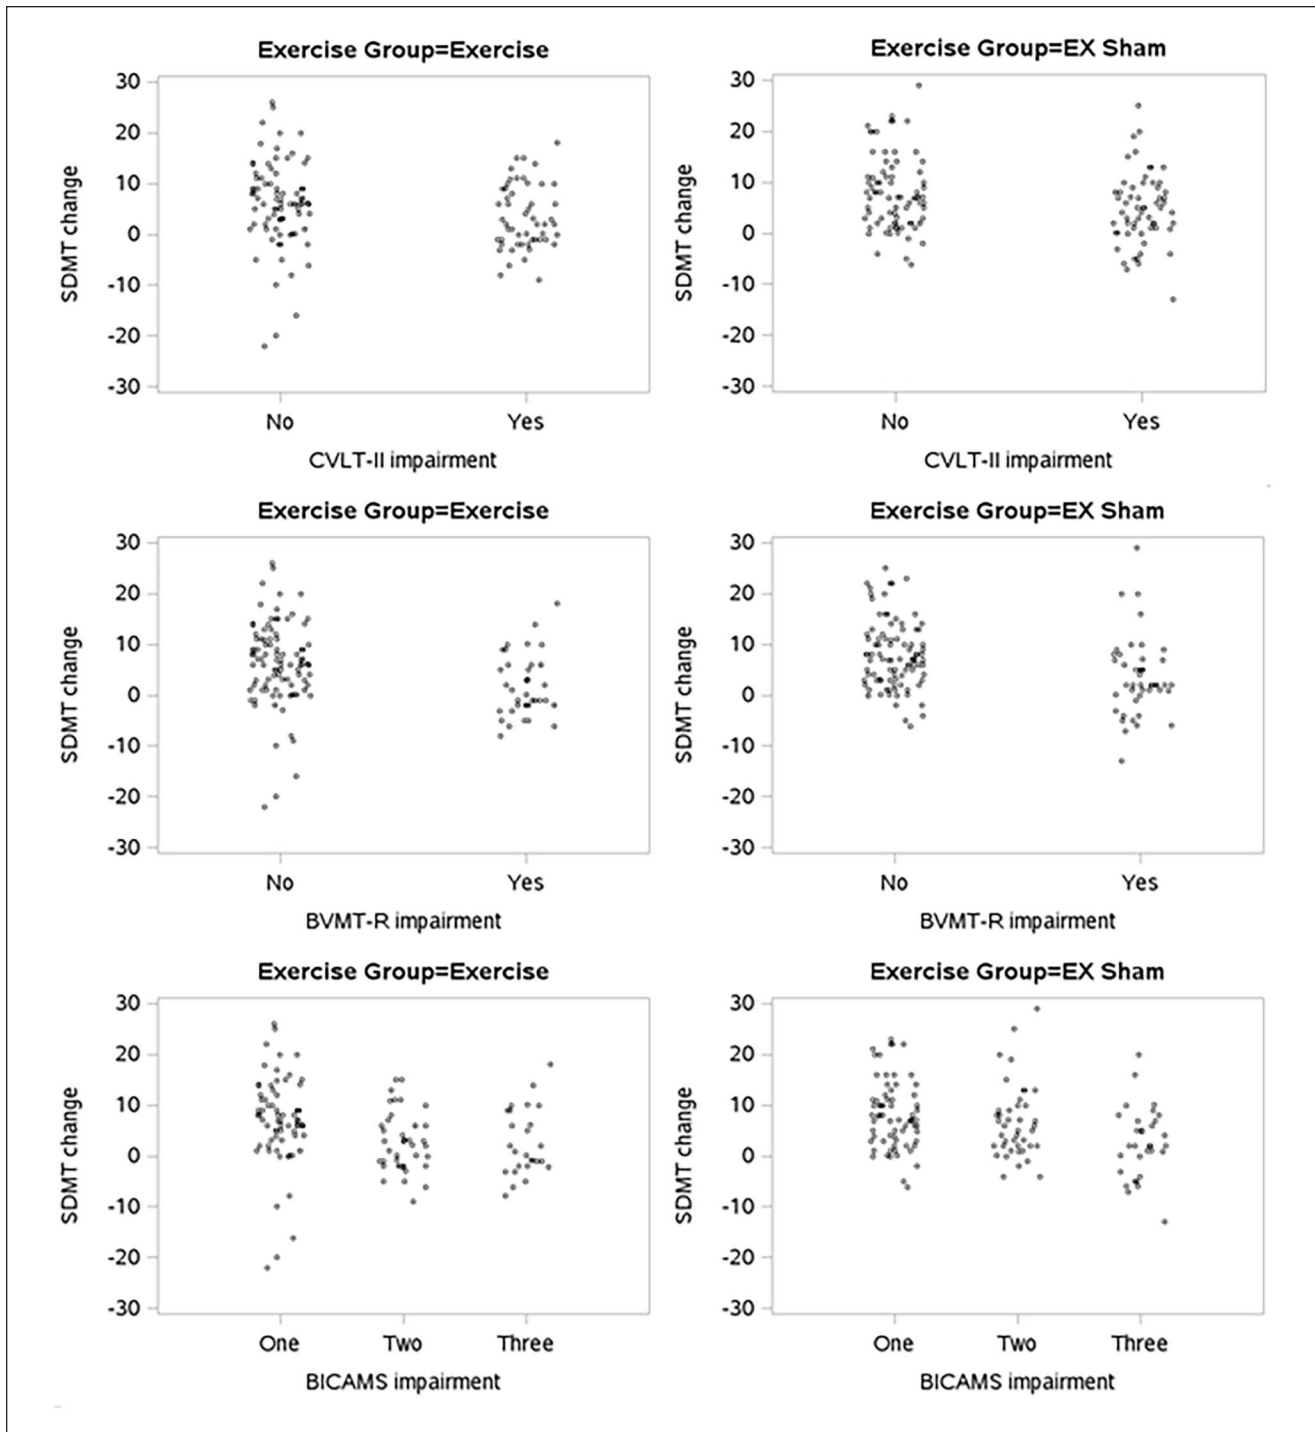 Exercise Group=Exercise
30
20
10
0
-10
-20
-30
SDMT change
No Yes
CVLT-II impairment
Exercise Group=EX Sham
30
20
10
0
-10
-20
-30
SDMT change
No Yes
CVLT-II impairment
Exercise Group=Exercise
30
20
10
0
-10
-20
-30
SDMT change
No Yes
BVMT-R impairment
Exercise Group=EX Sham
30
20
10
0
-10
-20
-30
SDMT change
No Yes
BVMT-R impairment
Exercise Group=Exercise
30
20
10
0
-10
-20
-30
SDMT change
One Two Three
BICAMS impairment
Exercise Group=EX Sham
30
20
10
0
-10
-20
-30
SDMT change
One Two Three
BICAMS impairment